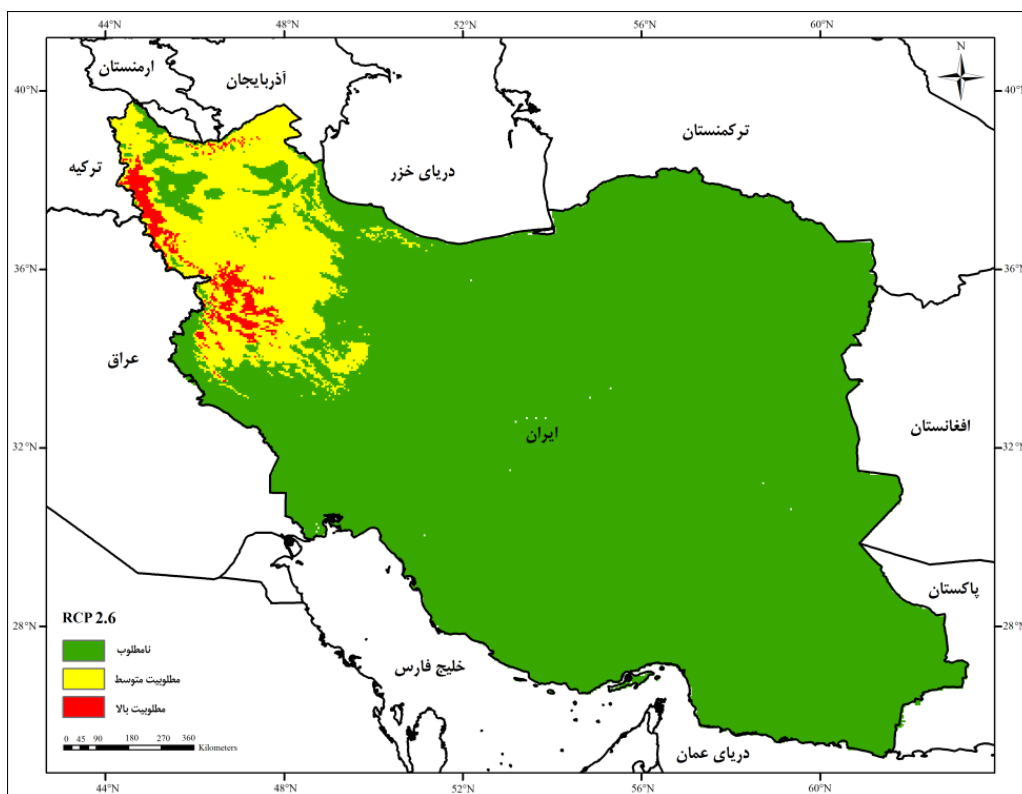 44°N
48°N
52°N
56°N
60°N
N
ارمنستان
آذربایجان
40°N
40°N
ترکمنستان
ترکیه
دریای خزر
36°N
36°N
عراق
افغانستان
ایران
32°N
32°N
پاکستان
RCP 2.6
28°N
28°N
نامطلوب
خلیج فارس
مطلوبیت متوسط
مطلوبیت بالا
0 45 90 180 270 360
Kilometers
دریای عمان
44°N
48°N
52°N
56°N
60°N